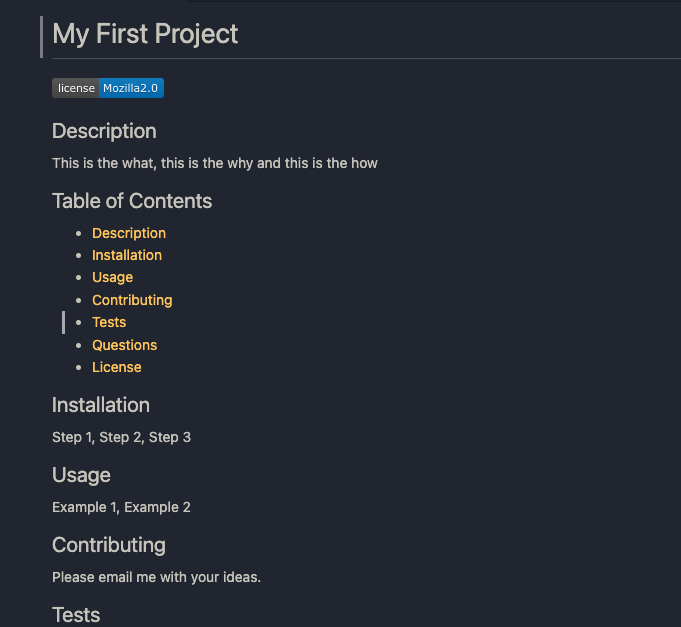 My First Project
license Mozilla2.0
Description
This is the what, this is the why and this is the how
Table of Contents
Description
Installation
Usage
Contributing
Tests
Questions
License
Installation
Step 1, Step 2, Step 3
Usage
Example 1, Example 2
Contributing
Please email me with your ideas.
Tests